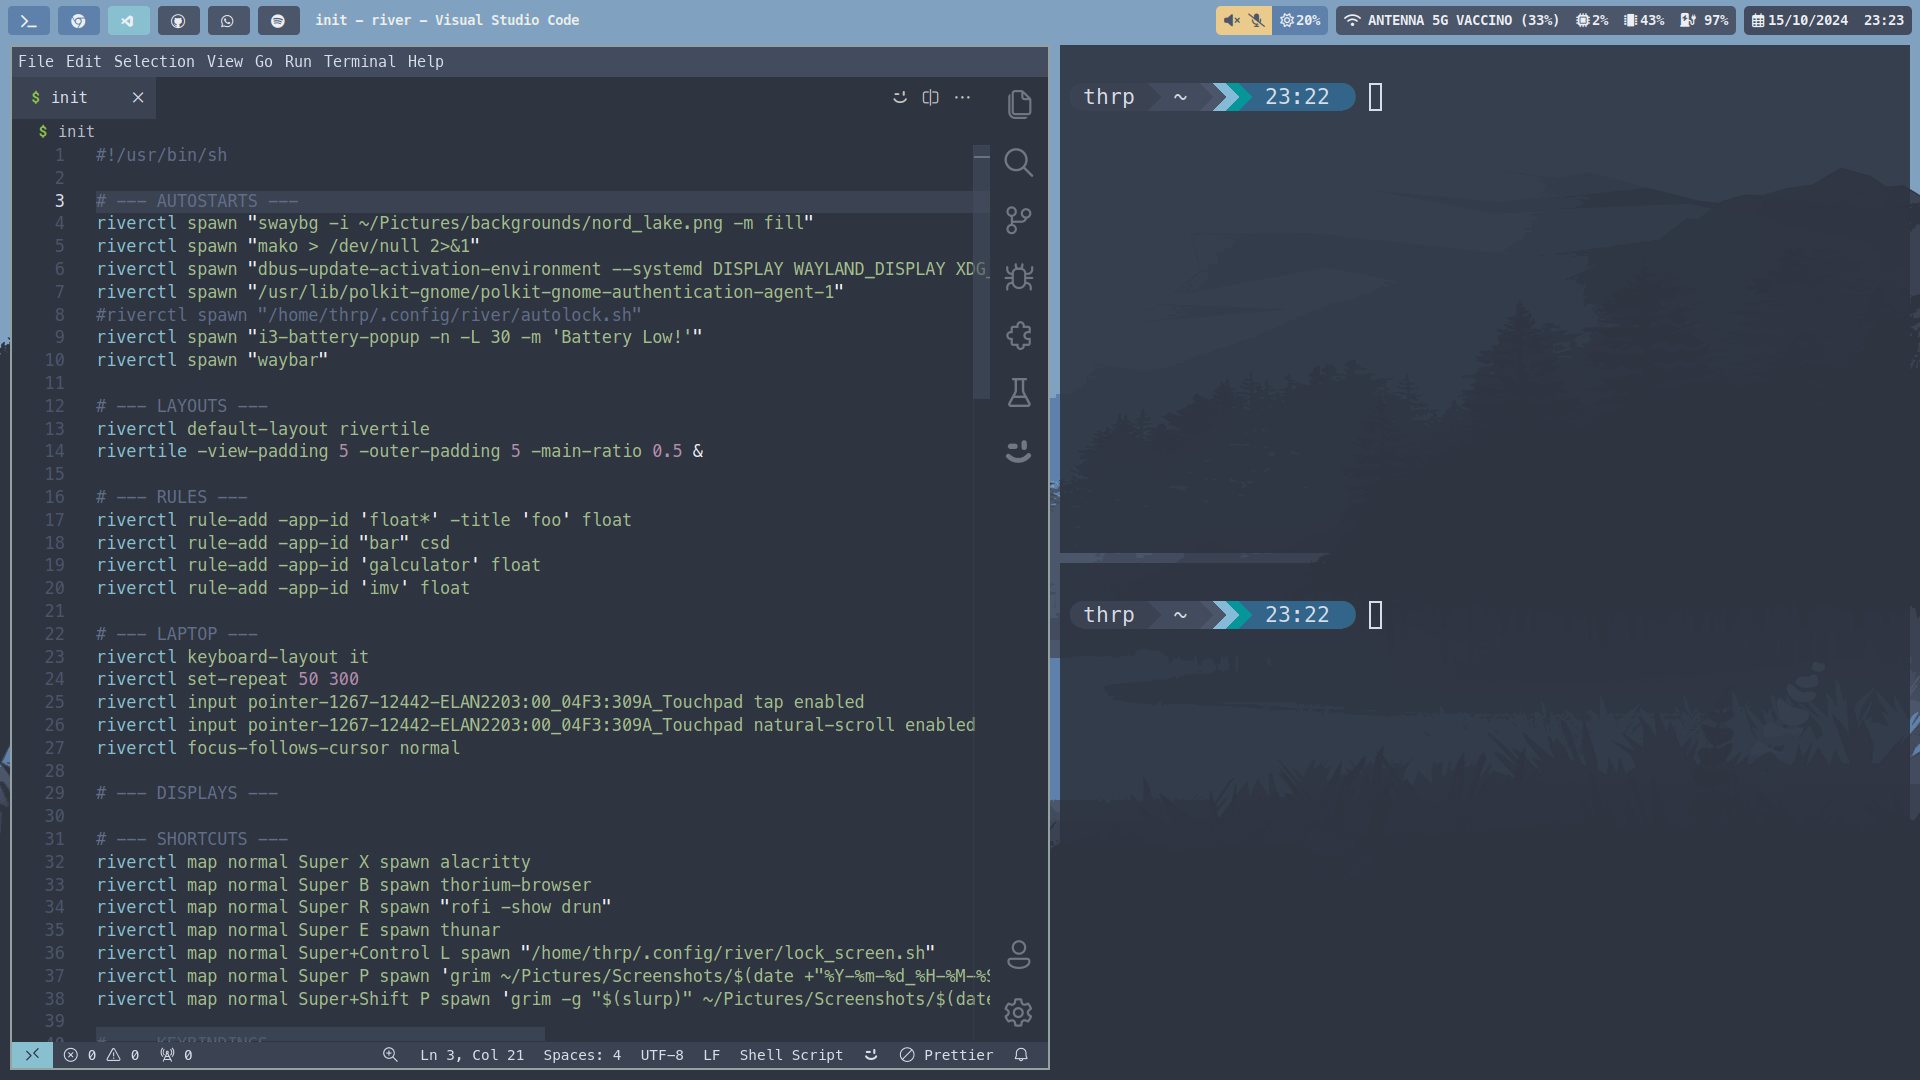 init – river – Visual Studio Code
20%
ANTENNA 5G VACCINO (33%)
2%
43%
97%
15/10/2024 23:23
File Edit Selection View Go Run Terminal Help
$ init
$ init
1 #!/usr/bin/sh
2
3 # --- AUTOSTARTS ---
4 riverctl spawn "swaybg -i ~/Pictures/backgrounds/nord_lake.png -m fill"
5 riverctl spawn "mako > /dev/null 2>&1"
6 riverctl spawn "dbus-update-activation-environment --systemd DISPLAY WAYLAND_DISPLAY XDG_
7 riverctl spawn "/usr/lib/polkit-gnome/polkit-gnome-authentication-agent-1"
8 #riverctl spawn "/home/thrp/.config/river/autolock.sh"
9 riverctl spawn "i3-battery-popup -n -L 30 -m 'Battery Low!'"
10 riverctl spawn "waybar"
11
12 # --- LAYOUTS ---
13 riverctl default-layout rivertile
14 rivertile -view-padding 5 -outer-padding 5 -main-ratio 0.5 &
15
16 # --- RULES ---
17 riverctl rule-add -app-id 'float*' -title 'foo' float
18 riverctl rule-add -app-id "bar" csd
19 riverctl rule-add -app-id 'galculator' float
20 riverctl rule-add -app-id 'imv' float
21
22 # --- LAPTOP ---
23 riverctl keyboard-layout it
24 riverctl set-repeat 50 300
25 riverctl input pointer-1267-12442-ELAN2203:00_04F3:309A_Touchpad tap enabled
26 riverctl input pointer-1267-12442-ELAN2203:00_04F3:309A_Touchpad natural-scroll enabled
27 riverctl focus-follows-cursor normal
28
29 # --- DISPLAYS ---
30
31 # --- SHORTCUTS ---
32 riverctl map normal Super X spawn alacritty
33 riverctl map normal Super B spawn thorium-browser
34 riverctl map normal Super R spawn "rofi -show drun"
35 riverctl map normal Super E spawn thunar
36 riverctl map normal Super+Control L spawn "/home/thrp/.config/river/lock_screen.sh"
37 riverctl map normal Super P spawn 'grim ~/Pictures/Screenshots/$(date +"%Y-%m-%d_%H-%M-%S
38 riverctl map normal Super+Shift P spawn 'grim -g "$(slurp)" ~/Pictures/Screenshots/$(date
39
40 # --- KEYBINDINGS
0 0 0
Ln 3, Col 21 Spaces: 4 UTF-8 LF Shell Script Prettier
thrp ~ 23:22
thrp ~ 23:22